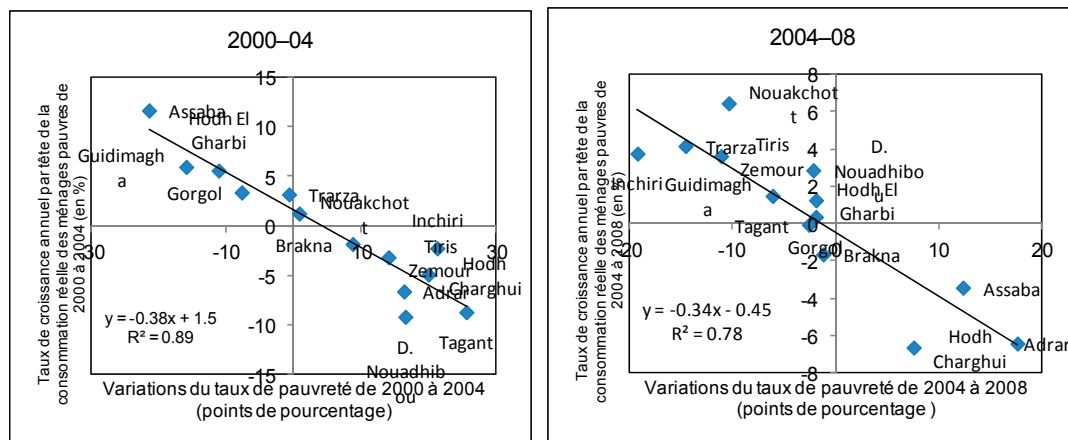 2000–04
Taux de croissance annuel par tête de la
consommation réelle des ménages pauvres de
2000 à 2004 (en %)
15
10
5
0
-5
-10
-15
-30
-10
10
30
Assaba
Hodh El
Gharbi
Guidimagh
a
Gorgol
Trarza
Nouakchot
t
Brakna
Inchiri
Tiris
Zemour
Hodh
Charghui
Adrar
Tagant
D.
Nouadhib
ou
y = -0.38x + 1.5
R² = 0.89
Variations du taux de pauvreté de 2000 à 2004
(points de pourcentage)
2004–08
Taux de croissance annuel par tête de la
consommation réelle des ménages pauvres de
2004 à 2008 (en %)
8
6
4
2
0
-2
-4
-6
-8
-20
-10
0
10
20
Nouakchot
t
Trarza
Tiris
Zemour
D.
Nouadhibo
u
Inchiri
Guidimagh
a
Hodh El
Gharbi
Tagant
Gorgol
Brakna
Assaba
Hodh
Charghui
Adrar
y = -0.34x - 0.45
R² = 0.78
Variations du taux de pauvreté de 2004 à 2008
(points de pourcentage )